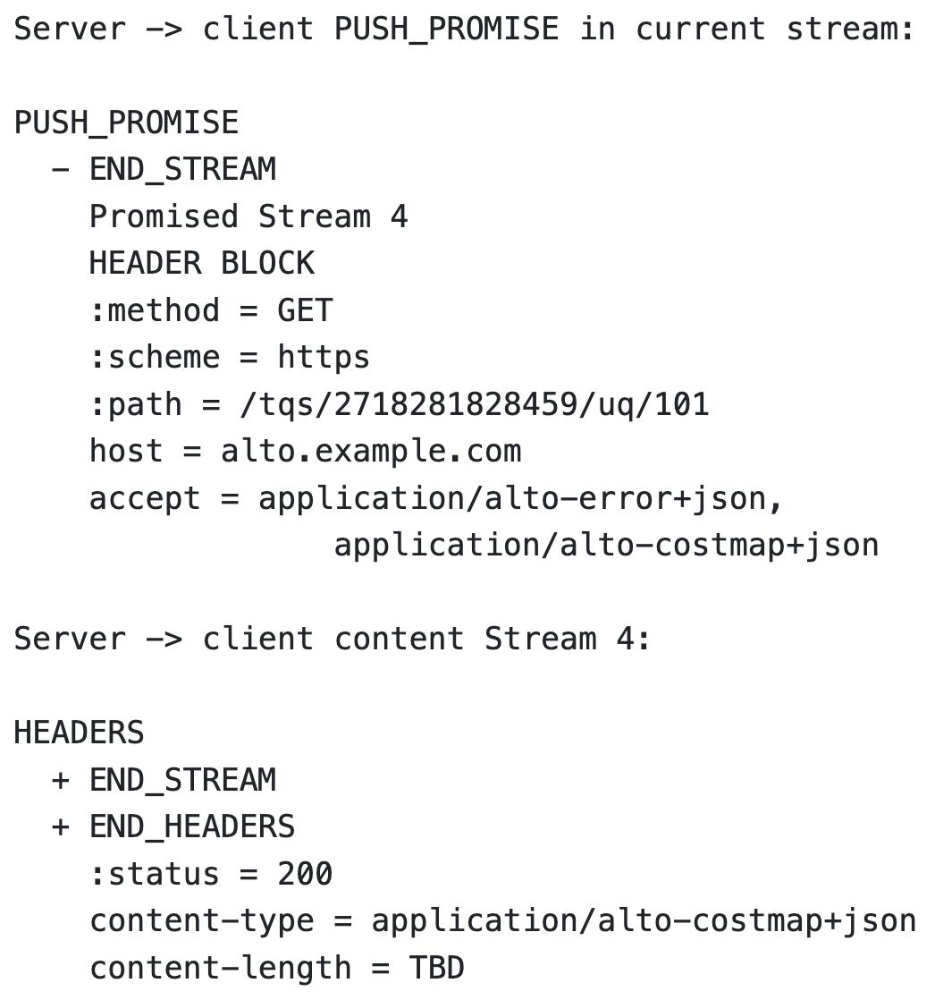 Server -> client PUSH_PROMISE in current stream:

PUSH_PROMISE
  - END_STREAM
    Promised Stream 4
    HEADER BLOCK
    :method = GET
    :scheme = https
    :path = /tqs/2718281828459/uq/101
    host = alto.example.com
    accept = application/alto-error+json,
                 application/alto-costmap+json

Server -> client content Stream 4:

HEADERS
  + END_STREAM
  + END_HEADERS
    :status = 200
    content-type = application/alto-costmap+json
    content-length = TBD